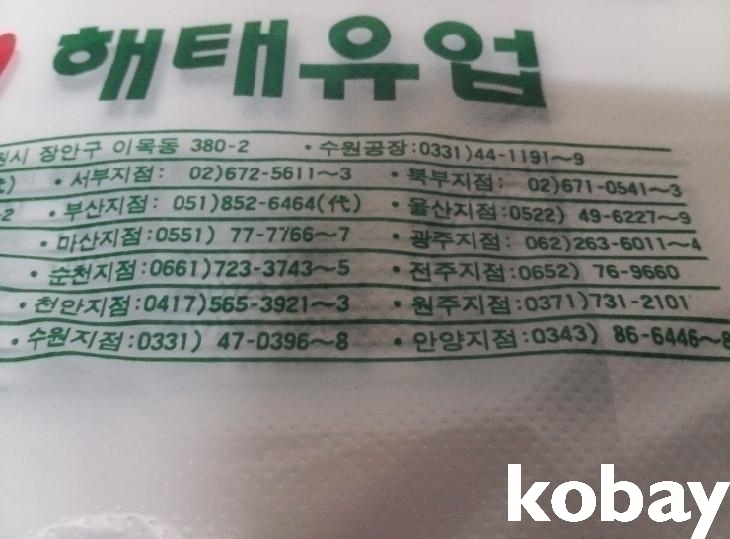 해태유업
시 장안구 이목동 380-2 • 수원공장:0331)44-1191~9
) • 서부지점: 02)672-5611~3 • 북부지점: 02)671-0541~3
-2 • 부산지점: 051)852-6464(代) • 울산지점:0522) 49-6227~9
• 마산지점:0551) 77-7766~7 • 광주지점: 062)263-6011~4
• 순천지점:0661)723-3743~5 • 전주지점:0652) 76-9660
• 천안지점:0417)565-3921~3 • 원주지점:0371)731-2101
• 수원지점:0331) 47-0396~8 • 안양지점:0343) 86-6446~8
kobay